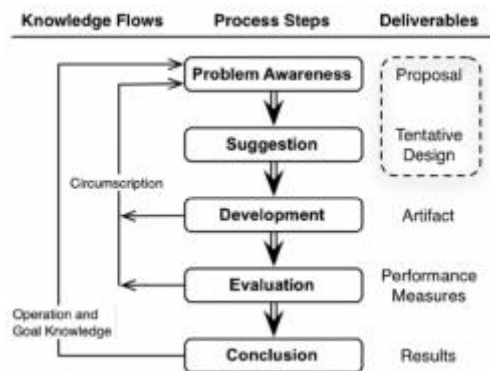 Knowledge Flows Process Steps Deliverables
Problem Awareness Proposal
Suggestion Tentative
Design
Circumscription
Development Artifact
Evaluation Performance
Measures
Operation and
Goal Knowledge
Conclusion Results